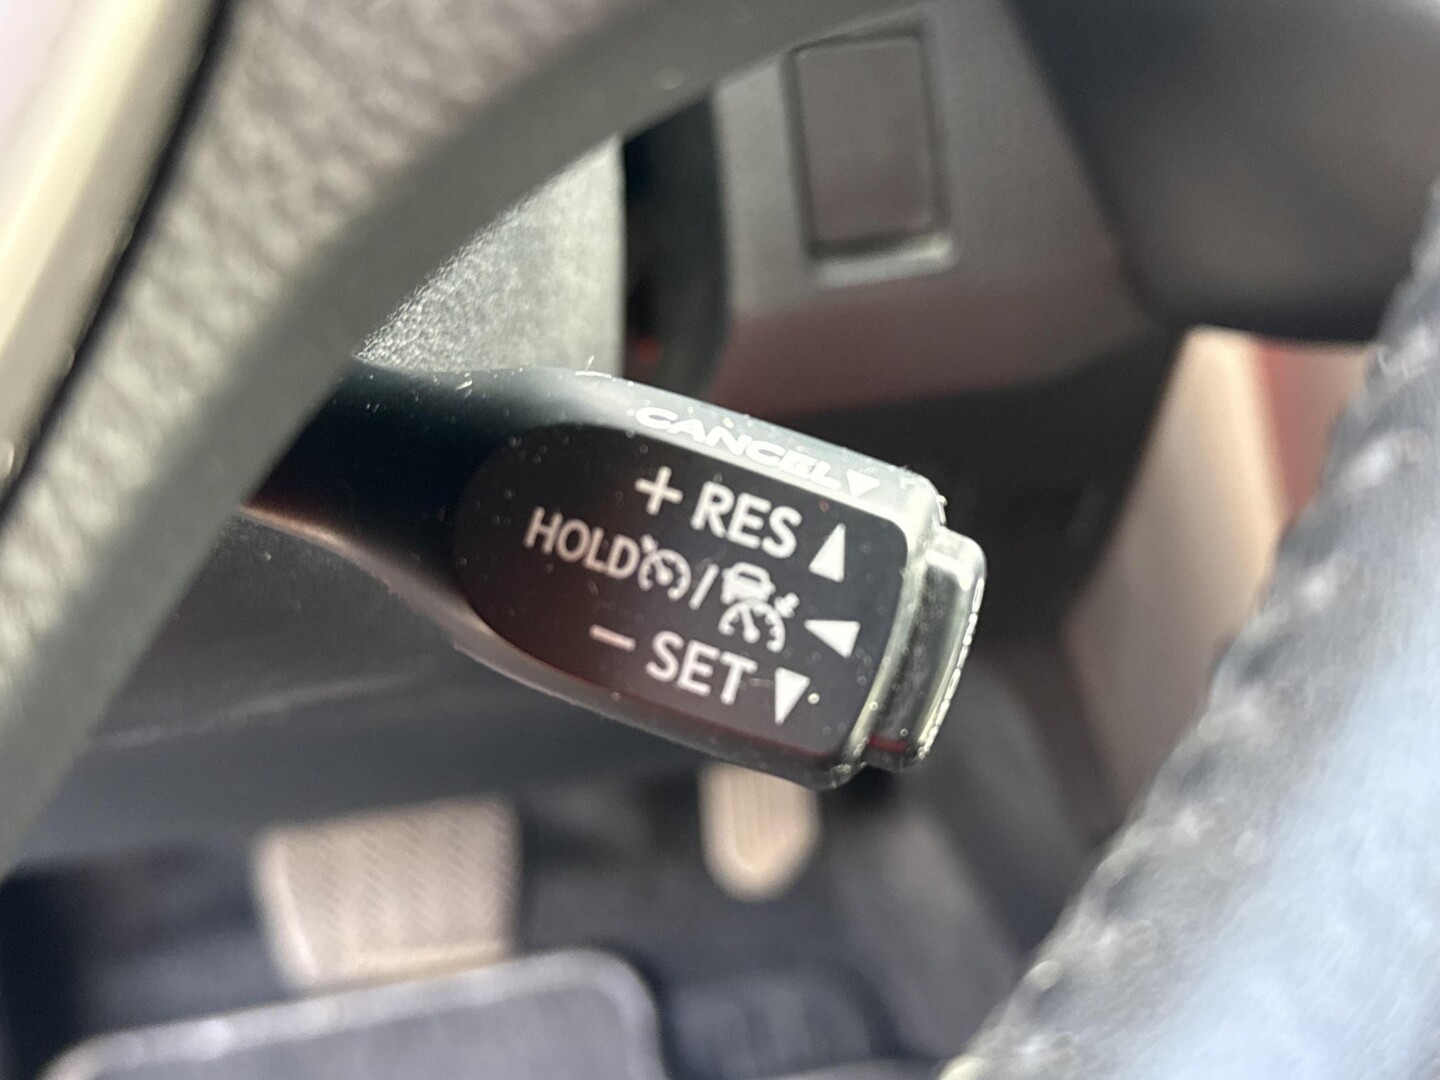 CANCEL▼
+ RES ▲
HOLD /
– SET ▼